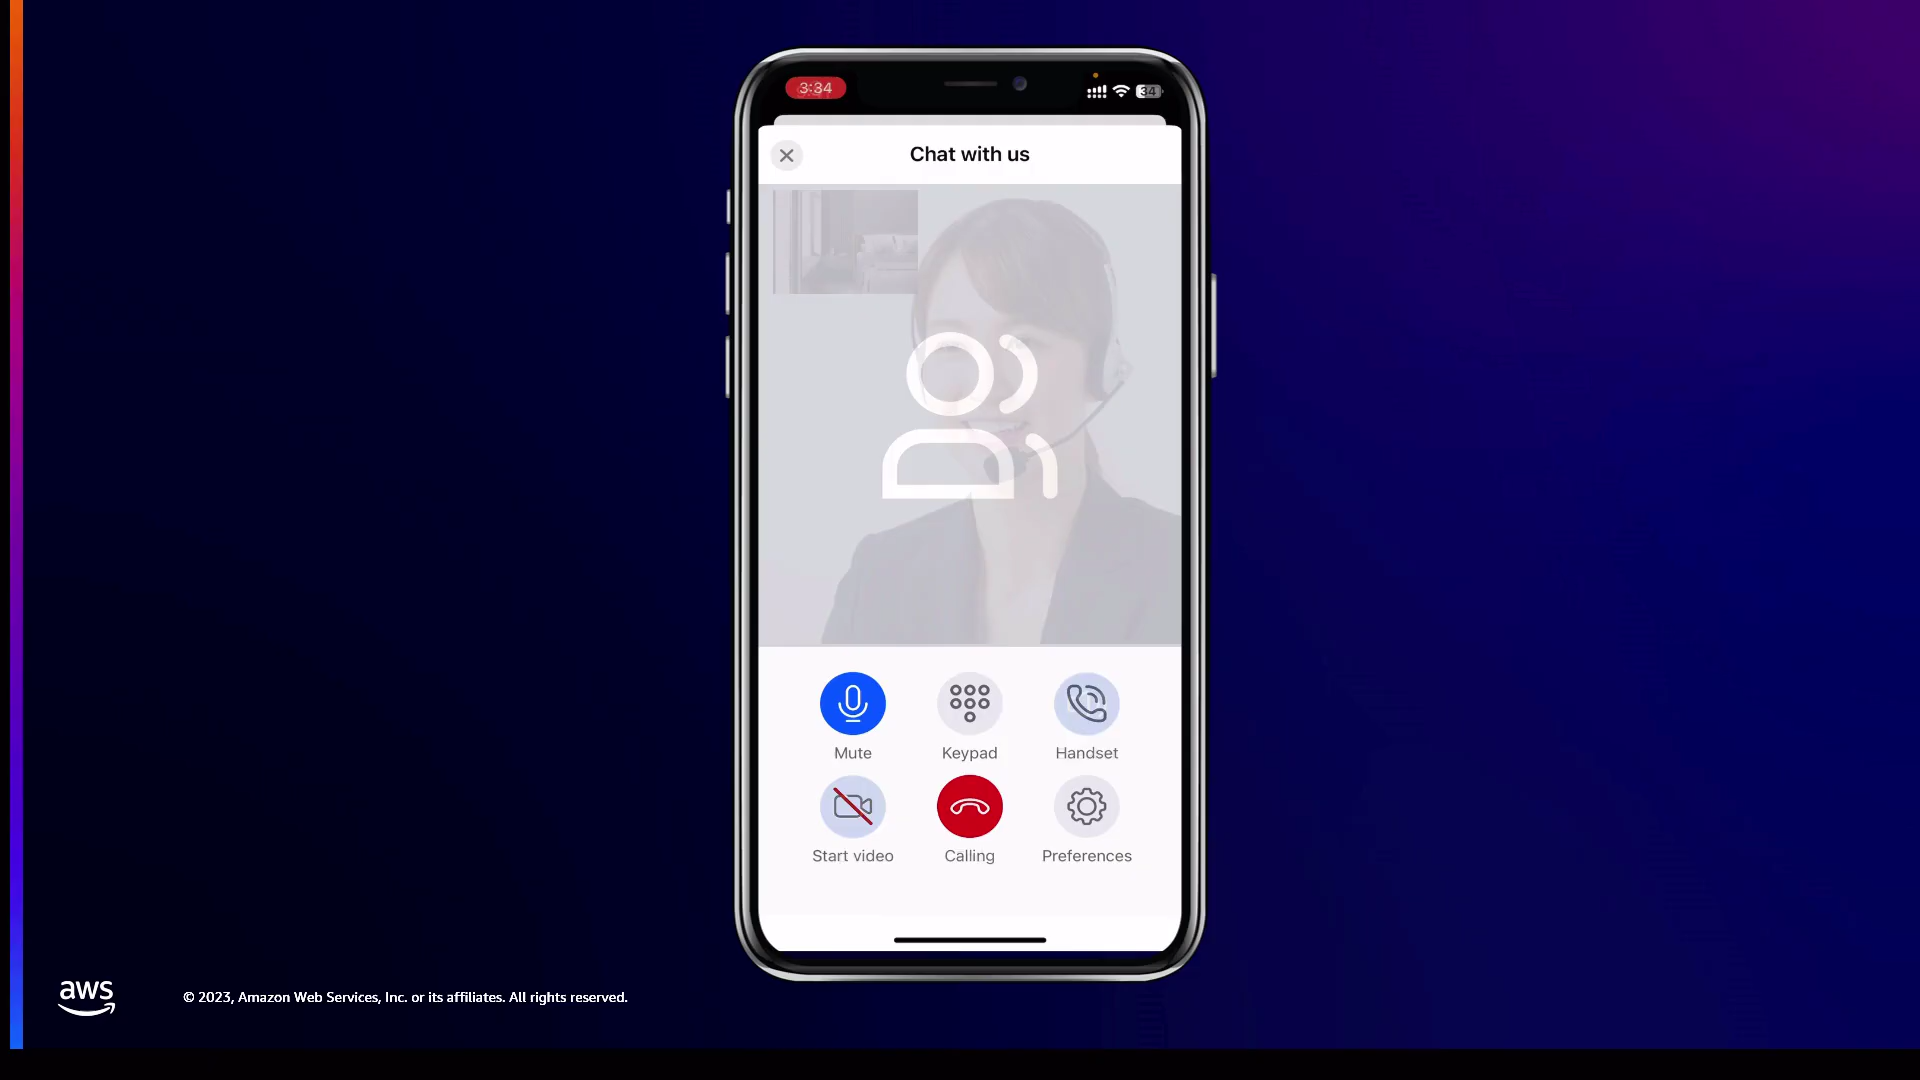 3:34
34
Chat with us
Mute
Keypad
Handset
Start video
Calling
Preferences
aws
© 2023, Amazon Web Services, Inc. or its affiliates. All rights reserved.